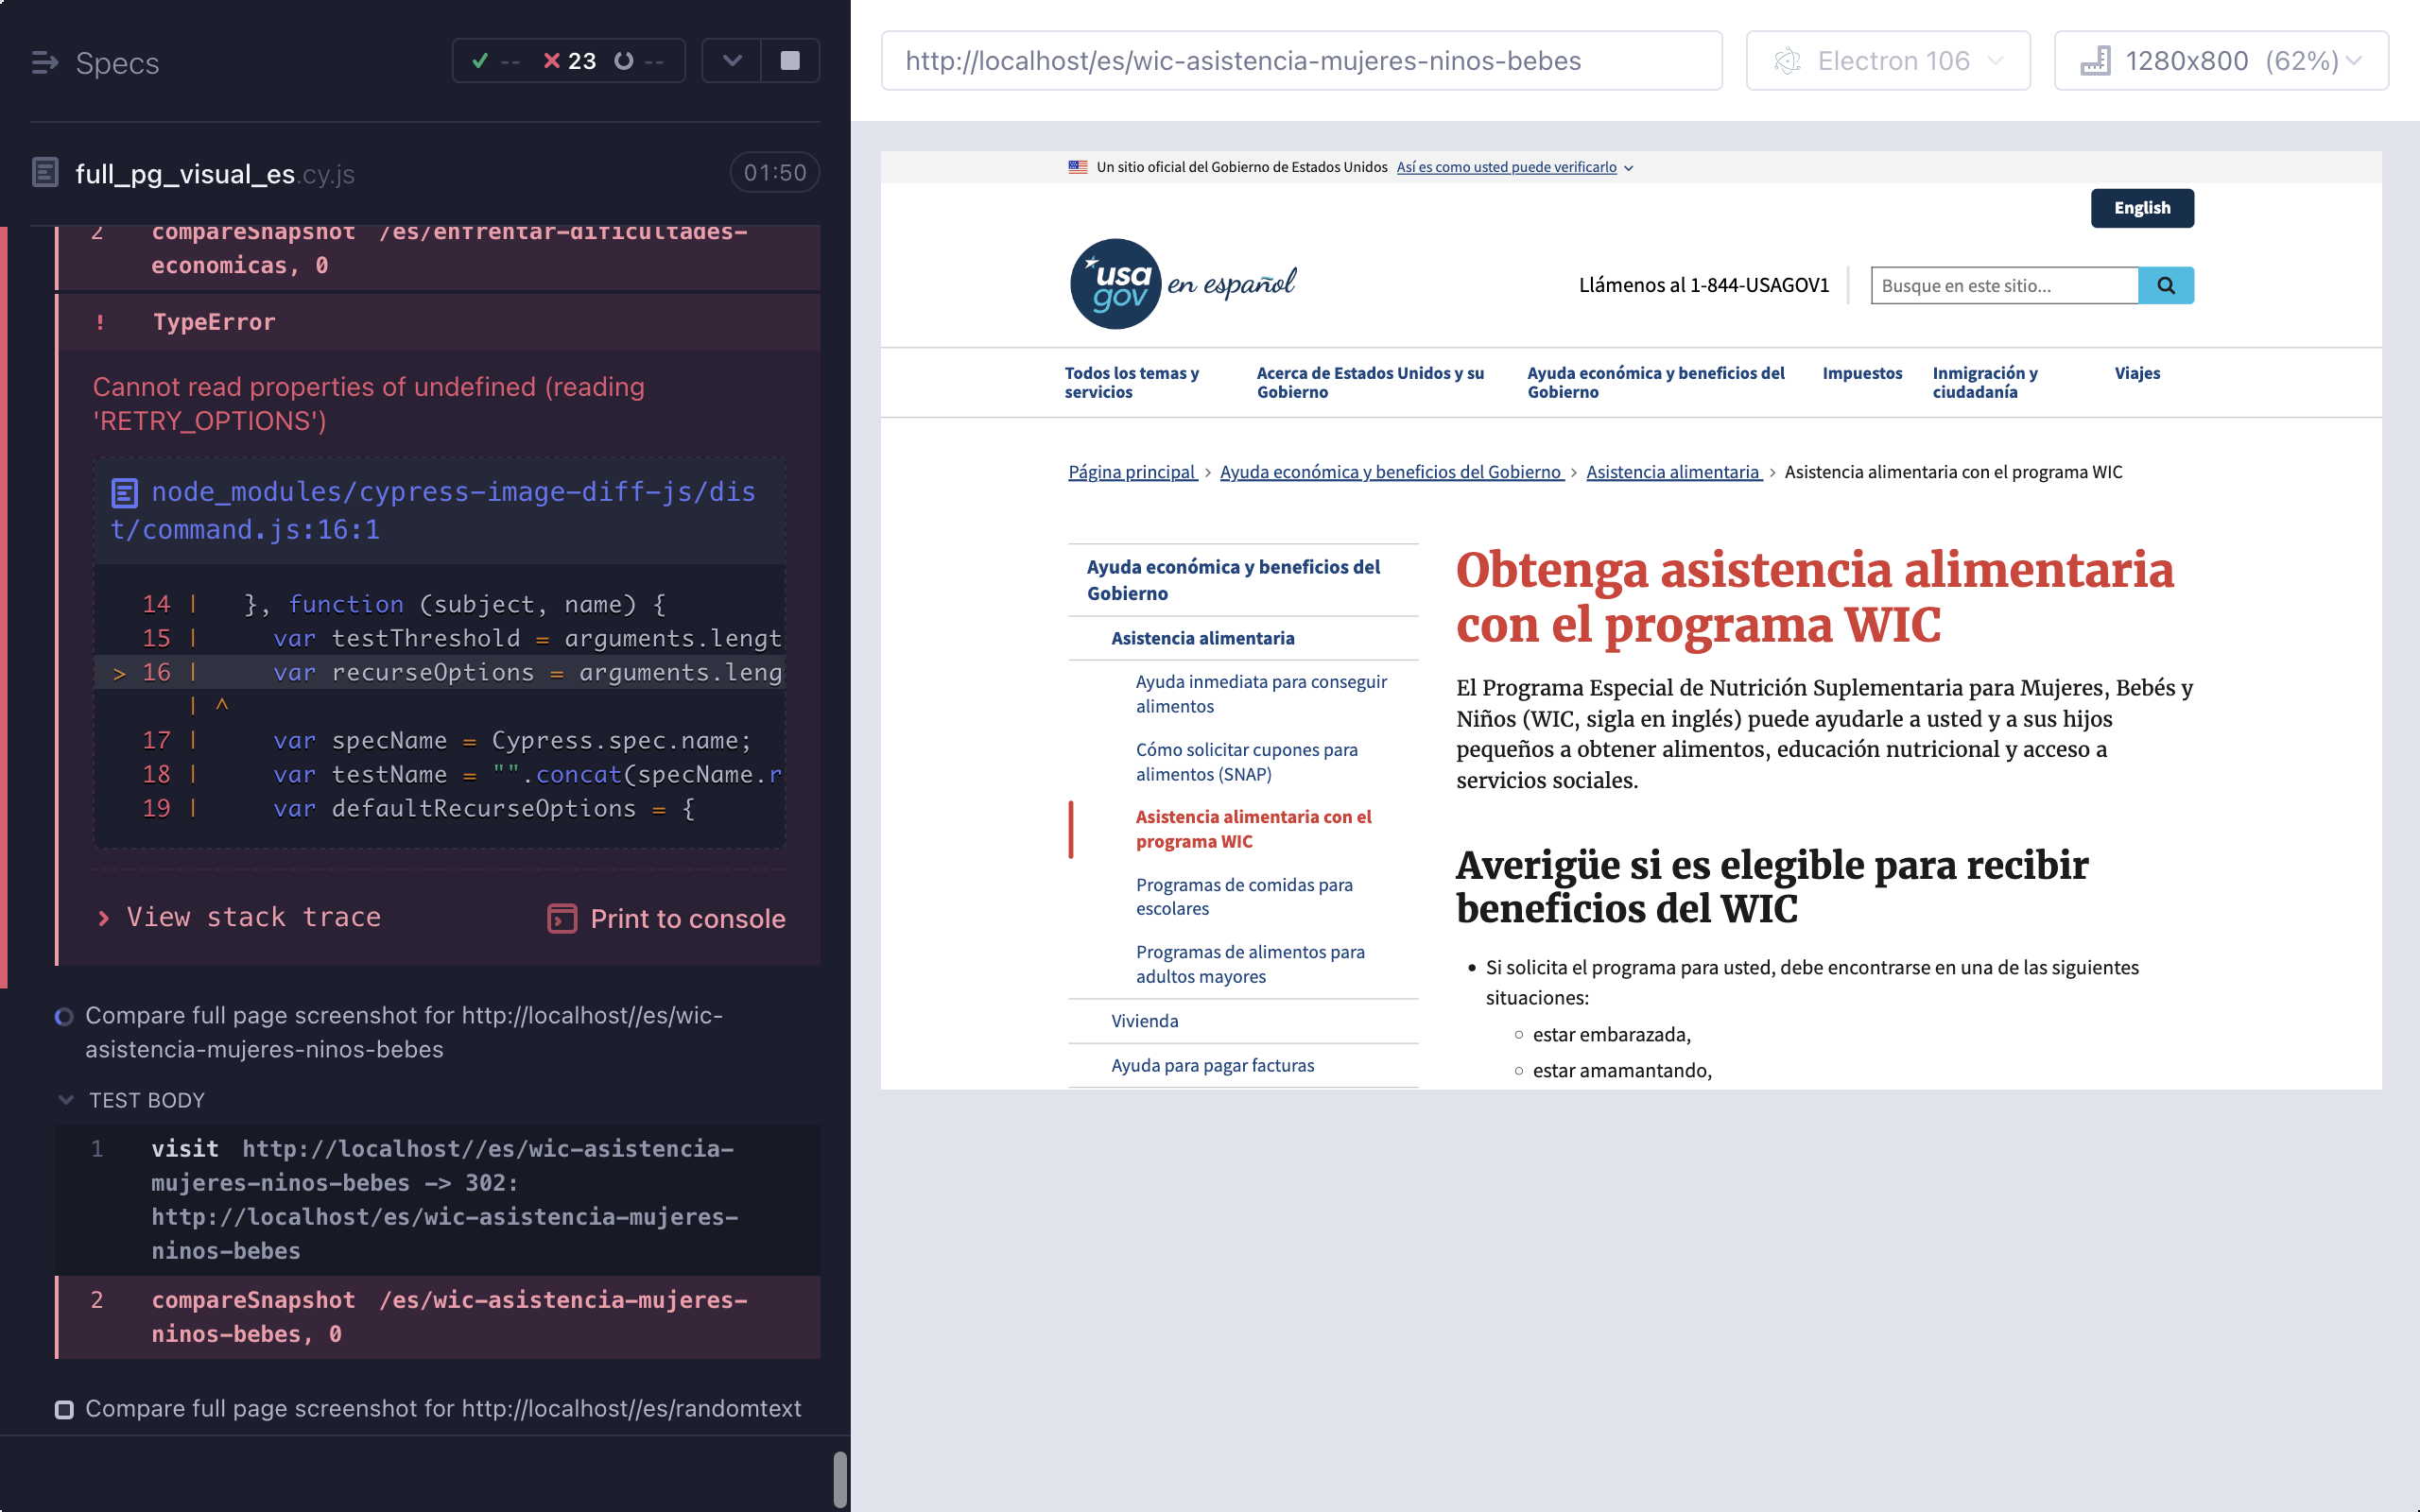 Specs
-- 23 --
full_pg_visual_es.cy.js
01:50
2 compareSnapshot /es/enfrentar-dificultades-
economicas, 0
! TypeError
Cannot read properties of undefined (reading
'RETRY_OPTIONS')
node_modules/cypress-image-diff-js/dis
t/command.js:16:1
14 | }, function (subject, name) {
15 | var testThreshold = arguments.lengt
> 16 | var recurseOptions = arguments.leng
| ^
17 | var specName = Cypress.spec.name;
18 | var testName = "".concat(specName.r
19 | var defaultRecurseOptions = {
> View stack trace
Print to console
Compare full page screenshot for http://localhost//es/wic-
asistencia-mujeres-ninos-bebes
TEST BODY
1 visit http://localhost//es/wic-asistencia-
mujeres-ninos-bebes -> 302:
http://localhost/es/wic-asistencia-mujeres-
ninos-bebes
2 compareSnapshot /es/wic-asistencia-mujeres-
ninos-bebes, 0
Compare full page screenshot for http://localhost//es/randomtext
http://localhost/es/wic-asistencia-mujeres-ninos-bebes
Electron 106
1280x800 (62%)
Un sitio oficial del Gobierno de Estados Unidos Así es como usted puede verificarlo
English
usa
gov
en español
Llámenos al 1-844-USAGOV1
Busque en este sitio...
Todos los temas y
servicios
Acerca de Estados Unidos y su
Gobierno
Ayuda económica y beneficios del
Gobierno
Impuestos
Inmigración y
ciudadanía
Viajes
Página principal > Ayuda económica y beneficios del Gobierno > Asistencia alimentaria > Asistencia alimentaria con el programa WIC
Ayuda económica y beneficios del
Gobierno
Asistencia alimentaria
Ayuda inmediata para conseguir
alimentos
Cómo solicitar cupones para
alimentos (SNAP)
Asistencia alimentaria con el
programa WIC
Programas de comidas para
escolares
Programas de alimentos para
adultos mayores
Vivienda
Ayuda para pagar facturas
Obtenga asistencia alimentaria
con el programa WIC
El Programa Especial de Nutrición Suplementaria para Mujeres, Bebés y
Niños (WIC, sigla en inglés) puede ayudarle a usted y a sus hijos
pequeños a obtener alimentos, educación nutricional y acceso a
servicios sociales.
Averigüe si es elegible para recibir
beneficios del WIC
• Si solicita el programa para usted, debe encontrarse en una de las siguientes
situaciones:
◦ estar embarazada,
◦ estar amamantando,